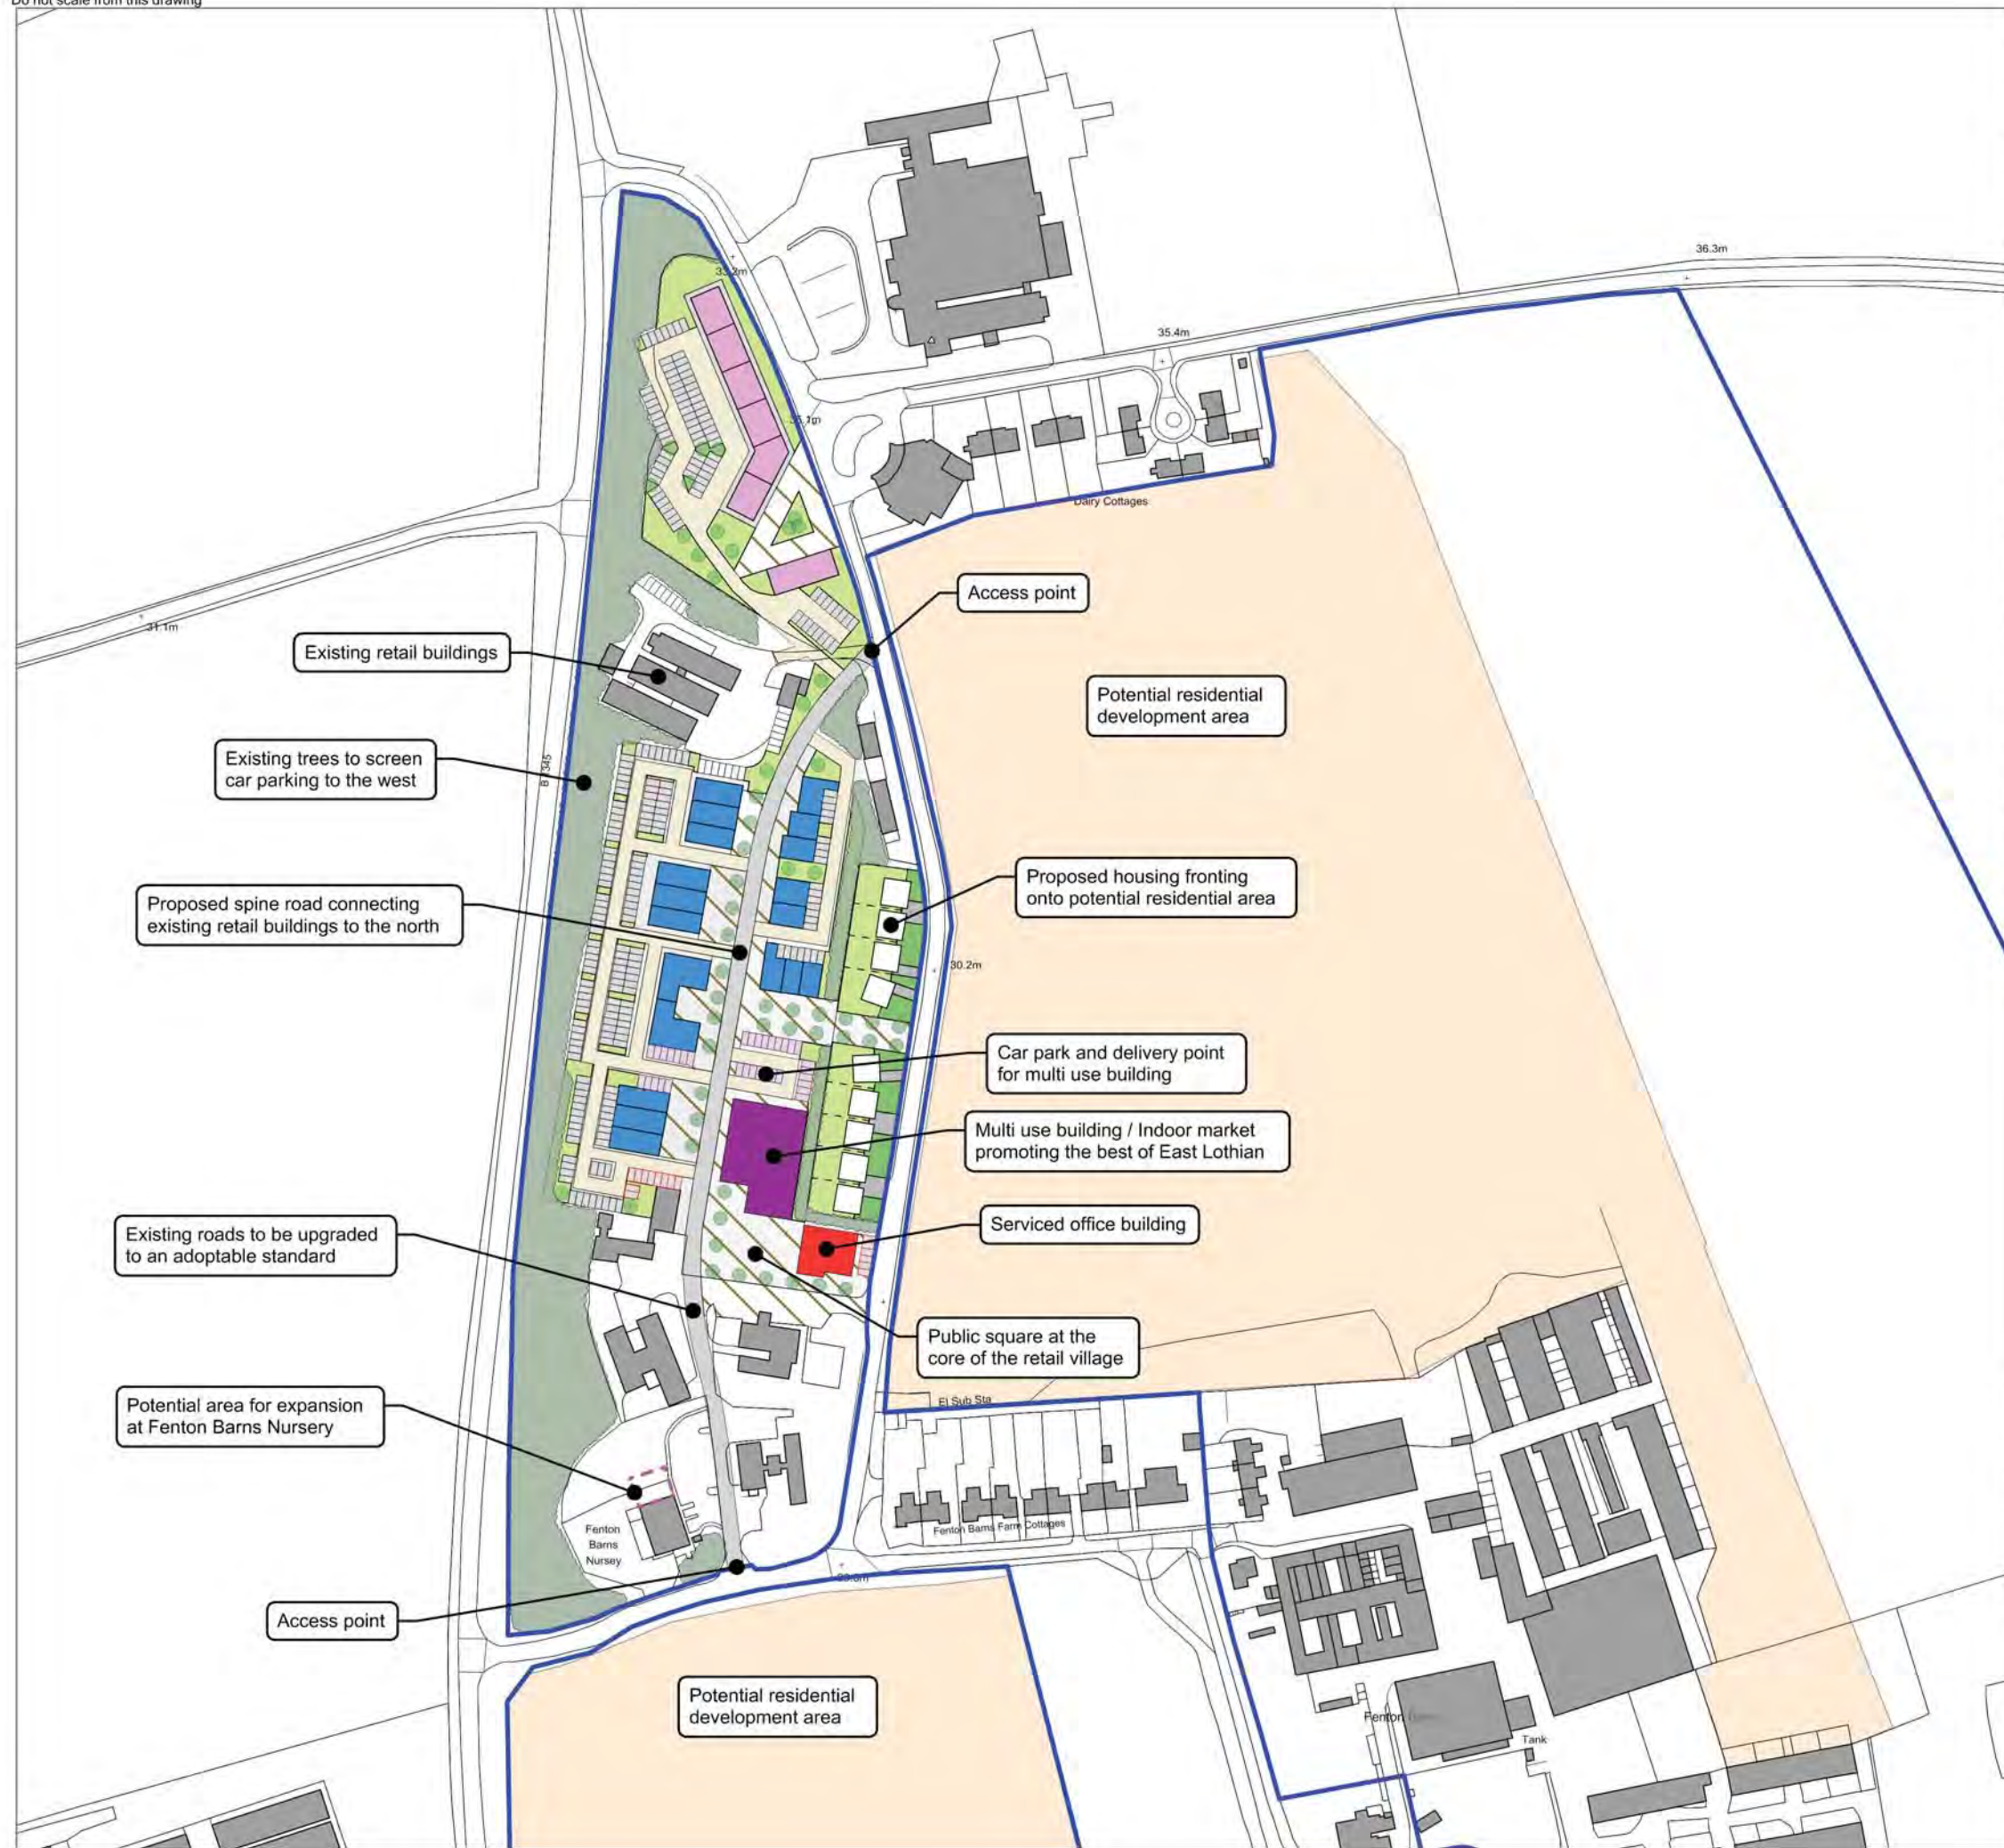 Do not scale from this drawing
36.3m
33.2m
35.4m
35.1m
Dairy Cottages
31.1m
Access point
Existing retail buildings
Potential residential
development area
Existing trees to screen
car parking to the west
Proposed housing fronting
onto potential residential area
Proposed spine road connecting
existing retail buildings to the north
30.2m
Car park and delivery point
for multi use building
Multi use building / Indoor market
promoting the best of East Lothian
Existing roads to be upgraded
to an adoptable standard
Serviced office building
Public square at the
core of the retail village
Potential area for expansion
at Fenton Barns Nursery
El Sub Sta
Fenton
Barns
Nursey
Fenton Barns Farm Cottages
Access point
Potential residential
development area
Fenton
Tank